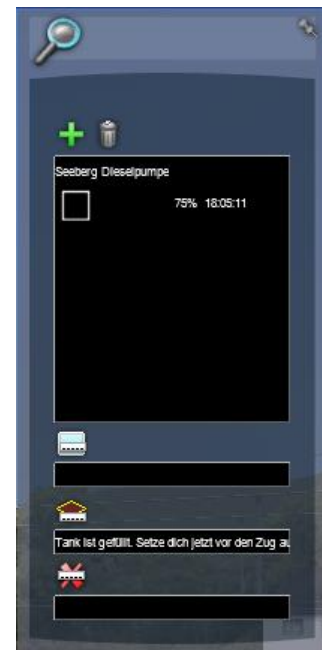 Seeberg Dieselpumpe
75% 18:05:11
Tank ist gefüllt. Setze dich jetzt vor den Zug au